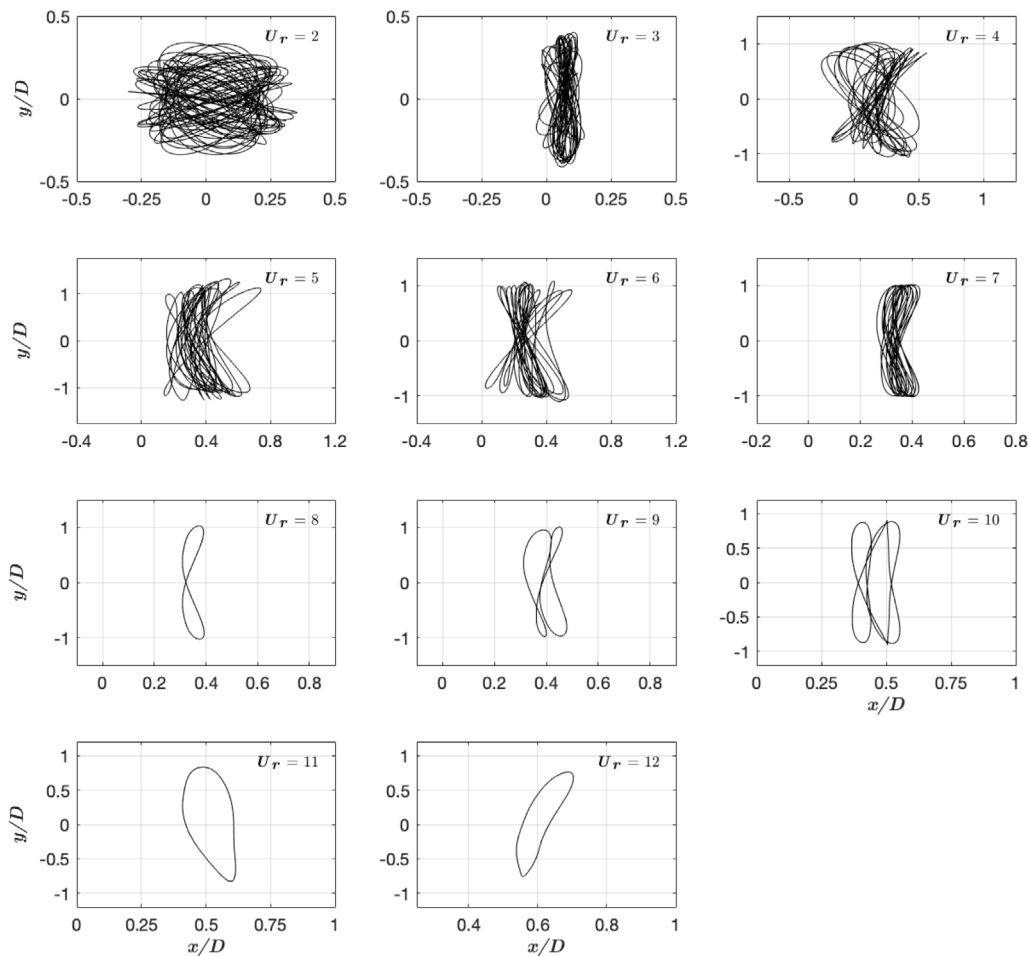 0.5
U_r = 2
y/D
0
-0.5
-0.5 -0.25 0 0.25 0.5
0.5
U_r = 3
0
-0.5
-0.5 -0.25 0 0.25 0.5
1
U_r = 4
0
-1
-0.5 0 0.5 1
1
U_r = 5
y/D
0
-1
-0.4 0 0.4 0.8 1.2
1
U_r = 6
0
-1
-0.4 0 0.4 0.8 1.2
1
U_r = 7
0
-1
-0.2 0 0.2 0.4 0.6 0.8
1
U_r = 8
y/D
0
-1
0 0.2 0.4 0.6 0.8
1
U_r = 9
0
-1
0 0.2 0.4 0.6 0.8
1
U_r = 10
0.5
0
-0.5
-1
0 0.25 0.5 0.75 1
x/D
1
U_r = 11
0.5
y/D
0
-0.5
-1
0 0.25 0.5 0.75 1
x/D
1
U_r = 12
0.5
0
-0.5
-1
0.4 0.6 0.8 1
x/D